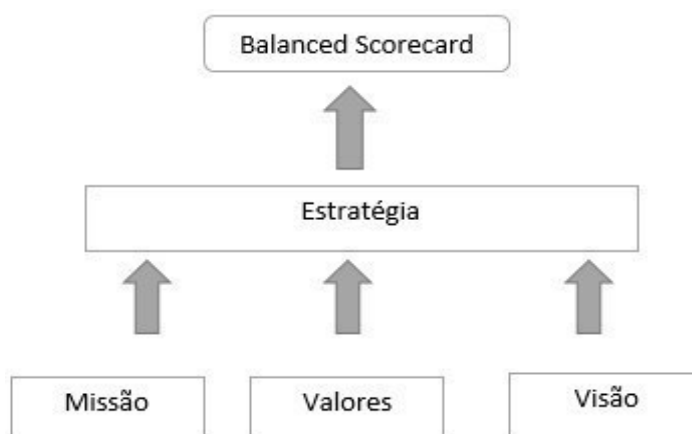 Balanced Scorecard
Estratégia
Missão
Valores
Visão